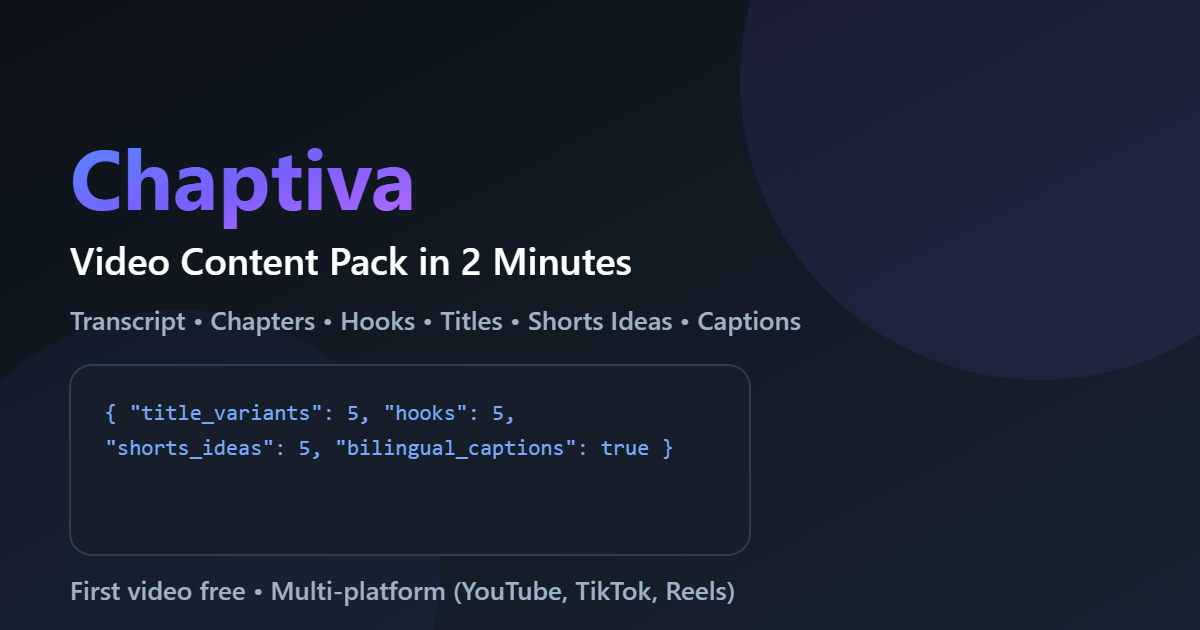 Chaptiva
Video Content Pack in 2 Minutes
Transcript • Chapters • Hooks • Titles • Shorts Ideas • Captions
{ "title_variants": 5, "hooks": 5,
"shorts_ideas": 5, "bilingual_captions": true }
First video free • Multi-platform (YouTube, TikTok, Reels)